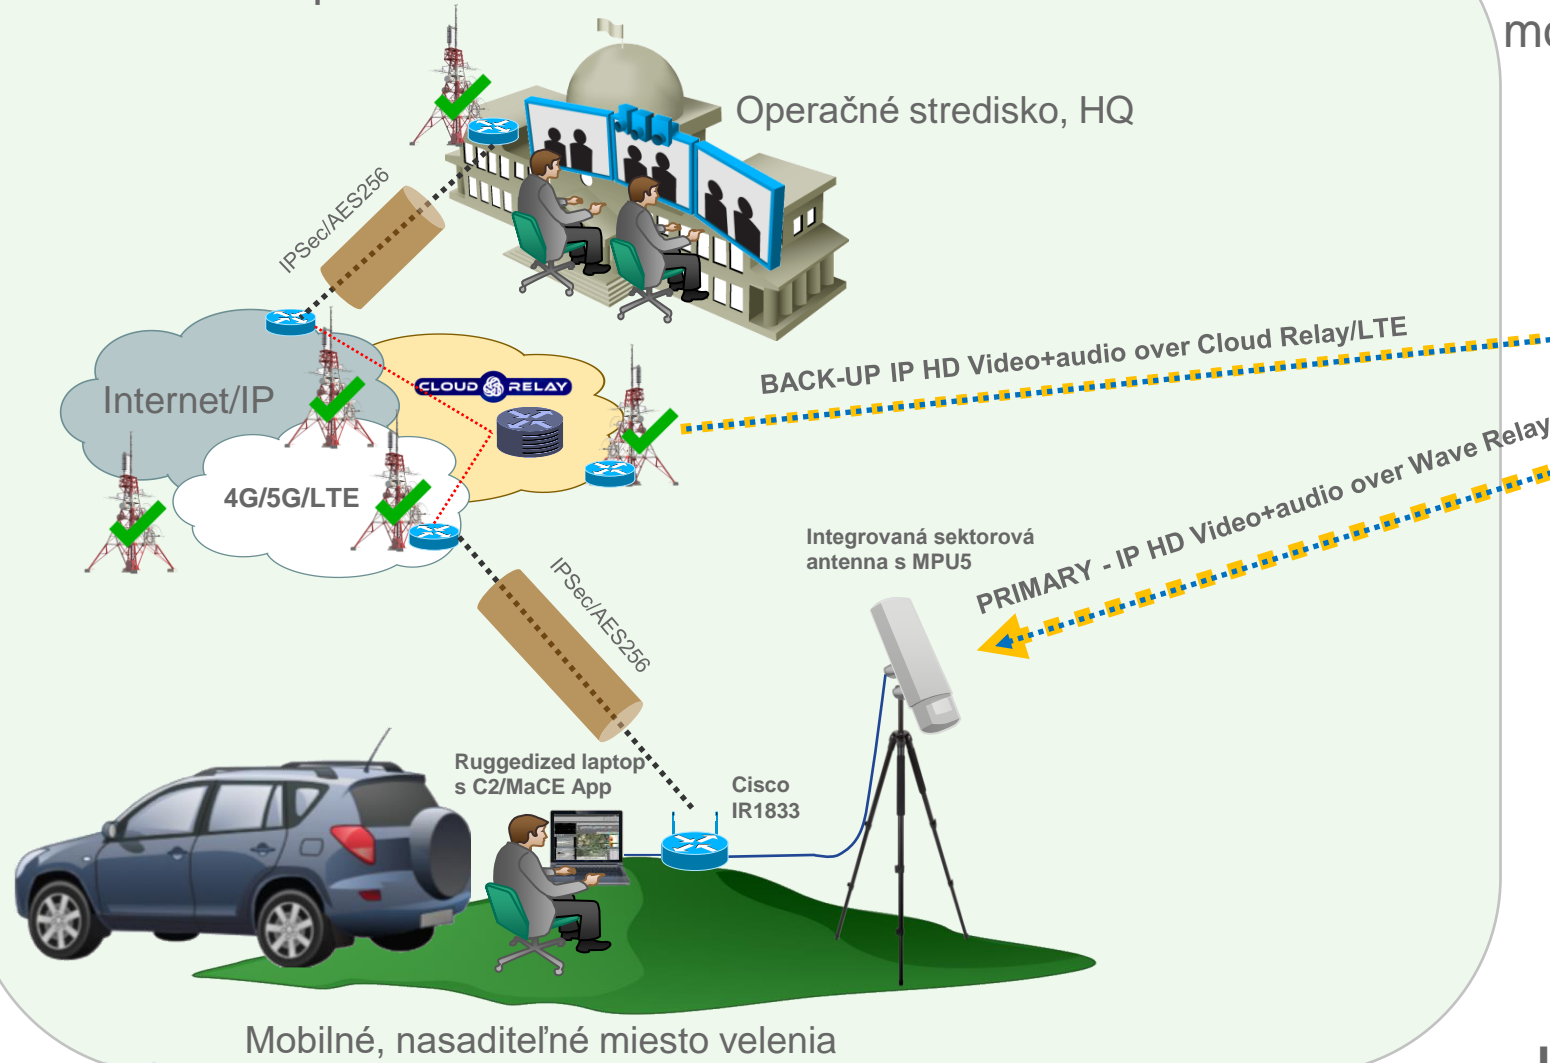 mo
Operačné stredisko, HQ
IPSec/AES256
BACK-UP IP HD Video+audio over Cloud Relay/LTE
Internet/IP
CLOUD RELAY
4G/5G/LTE
PRIMARY - IP HD Video+audio over Wave Relay
Integrovaná sektorová
antenna s MPU5
IPSec/AES256
Ruggedized laptop
s C2/MaCE App
Cisco
IR1833
Mobilné, nasaditeľné miesto velenia